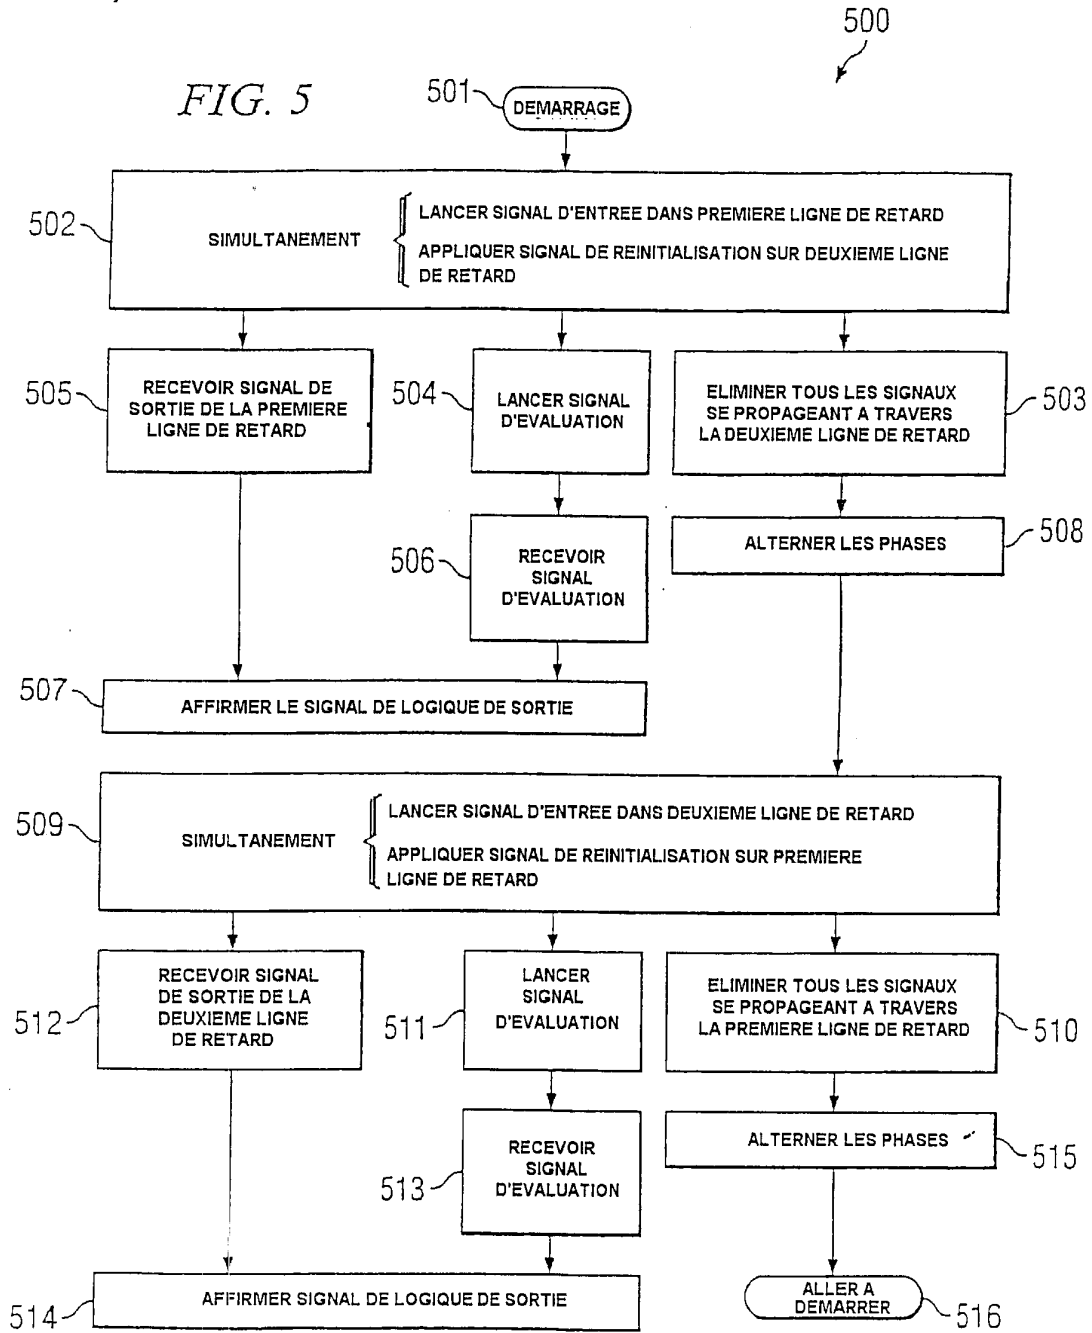 500
FIG. 5
501
DEMARRAGE
502
SIMULTANEMENT
LANCER SIGNAL D'ENTREE DANS PREMIERE LIGNE DE RETARD
APPLIQUER SIGNAL DE REINITIALISATION SUR DEUXIEME LIGNE
DE RETARD
505
RECEVOIR SIGNAL DE
SORTIE DE LA PREMIERE
LIGNE DE RETARD
504
LANCER SIGNAL
D'EVALUATION
ELIMINER TOUS LES SIGNAUX
SE PROPAGEANT A TRAVERS
LA DEUXIEME LIGNE DE RETARD
503
506
RECEVOIR
SIGNAL
D'EVALUATION
ALTERNER LES PHASES
508
507
AFFIRMER LE SIGNAL DE LOGIQUE DE SORTIE
509
SIMULTANEMENT
LANCER SIGNAL D'ENTREE DANS DEUXIEME LIGNE DE RETARD
APPLIQUER SIGNAL DE REINITIALISATION SUR PREMIERE
LIGNE DE RETARD
512
RECEVOIR SIGNAL
DE SORTIE DE LA
DEUXIEME LIGNE
DE RETARD
511
LANCER
SIGNAL
D'EVALUATION
ELIMINER TOUS LES SIGNAUX
SE PROPAGEANT A TRAVERS
LA PREMIERE LIGNE DE RETARD
510
513
RECEVOIR
SIGNAL
D'EVALUATION
ALTERNER LES PHASES
515
514
AFFIRMER SIGNAL DE LOGIQUE DE SORTIE
ALLER A
DEMARRER
516